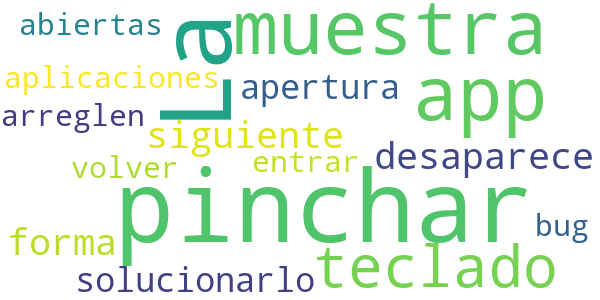 abiertas
La
muestra
aplicaciones
apertura
app
arreglen
siguiente
desaparece
volver
entrar
pinchar
bug
forma
teclado
solucionarlo